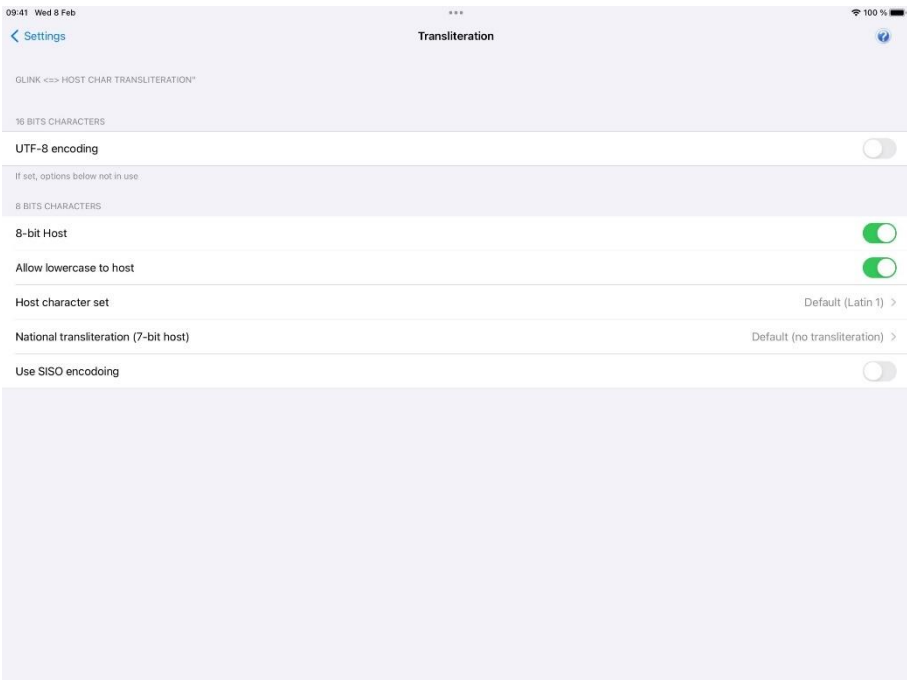 09:41 Wed 8 Feb 100 %
Settings Transliteration ?
GLINK <=> HOST CHAR TRANSLITERATION"
16 BITS CHARACTERS
UTF-8 encoding
If set, options below not in use
8 BITS CHARACTERS
8-bit Host
Allow lowercase to host
Host character set Default (Latin 1) >
National transliteration (7-bit host) Default (no transliteration) >
Use SISO encodoing